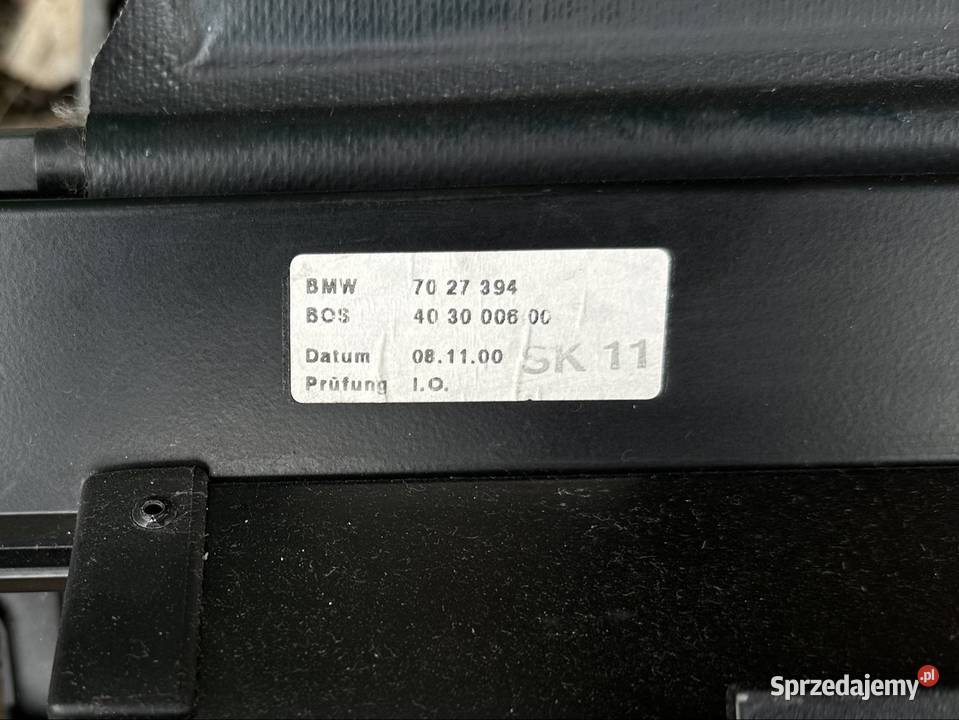 BMW 70 27 394
BOS 40 30 006 00
Datum 08.11.00 SK 11
Prüfung I.O.
Sprzedajemy.pl